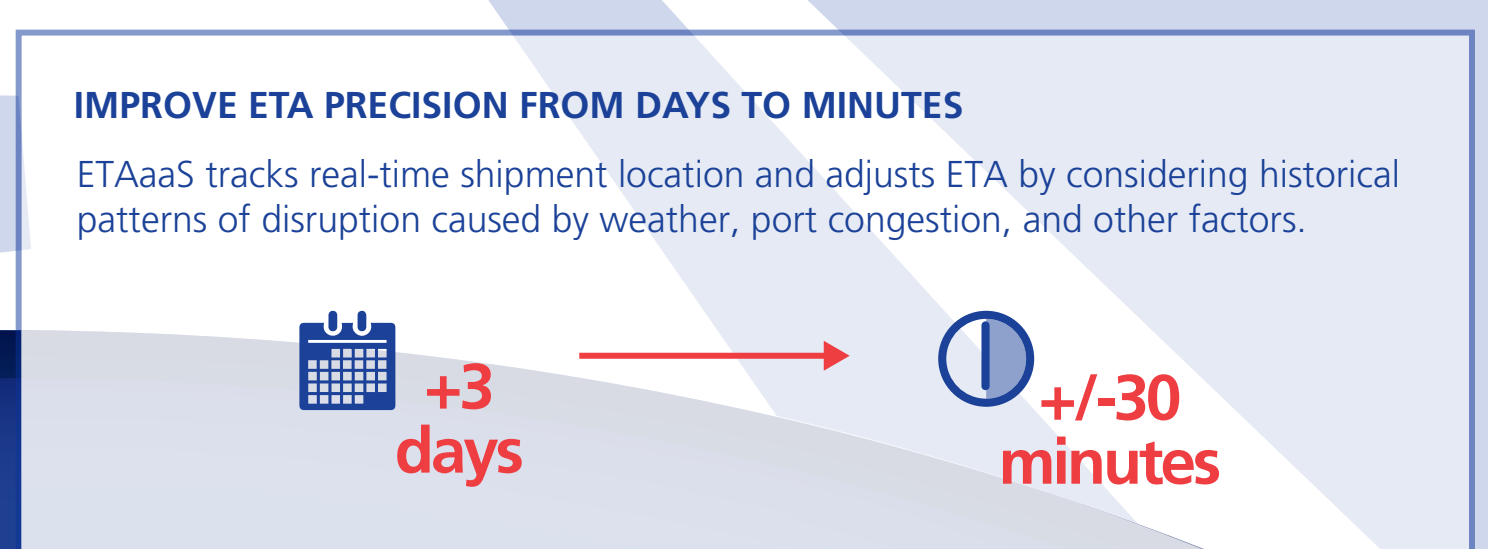 IMPROVE ETA PRECISION FROM DAYS TO MINUTES
ETAaaS tracks real-time shipment location and adjusts ETA by considering historical
patterns of disruption caused by weather, port congestion, and other factors.
+3
days
+/-30
minutes